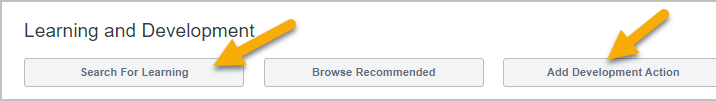 Learning and Development
Search For Learning Browse Recommended Add Development Action